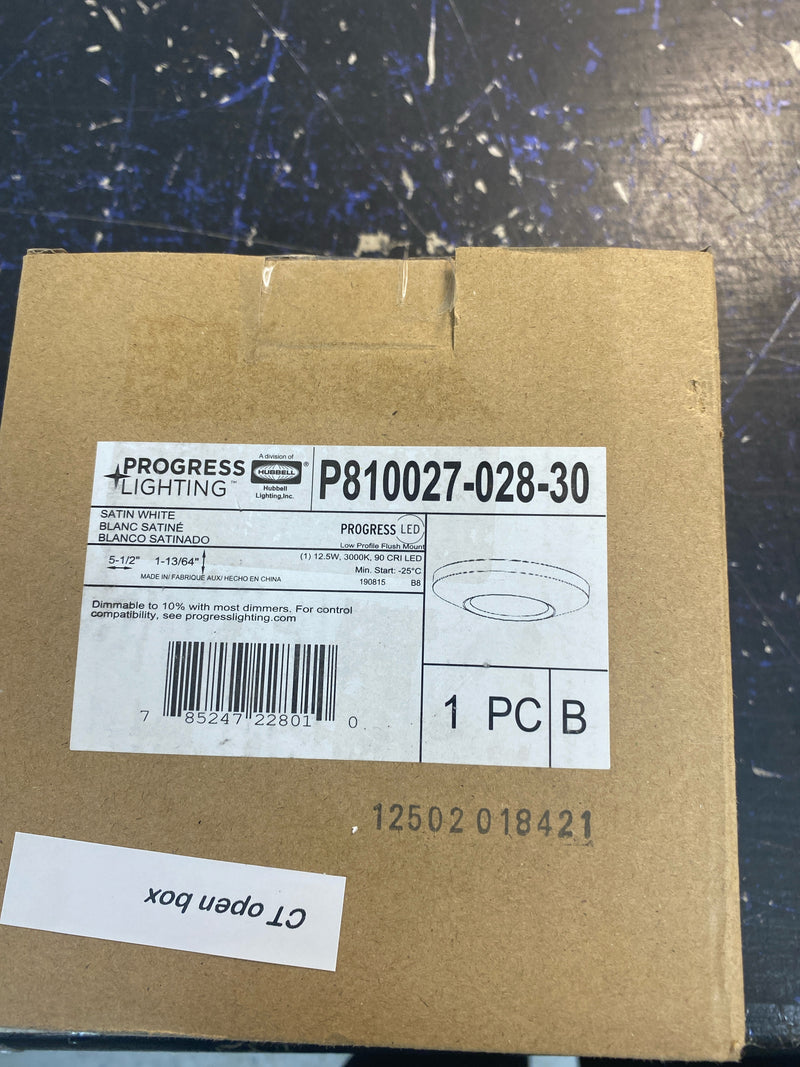 PROGRESS
LIGHTING™
A division of
HUBBELL®
Hubbell
Lighting,Inc.
P810027-028-30
SATIN WHITE
BLANC SATINÉ
BLANCO SATINADO
PROGRESS LED
Low Profile Flush Mount
5-1/2" 1-13/64"
(1) 12.5W, 3000K, 90 CRI LED
Min. Start: -25°C
MADE IN/ FABRIQUÉ AUX/ HECHO EN CHINA
190815 B8
Dimmable to 10% with most dimmers. For control
compatibility, see progresslighting.com
7 85247 22801 0
1 PC B
12502 018421
CT open box